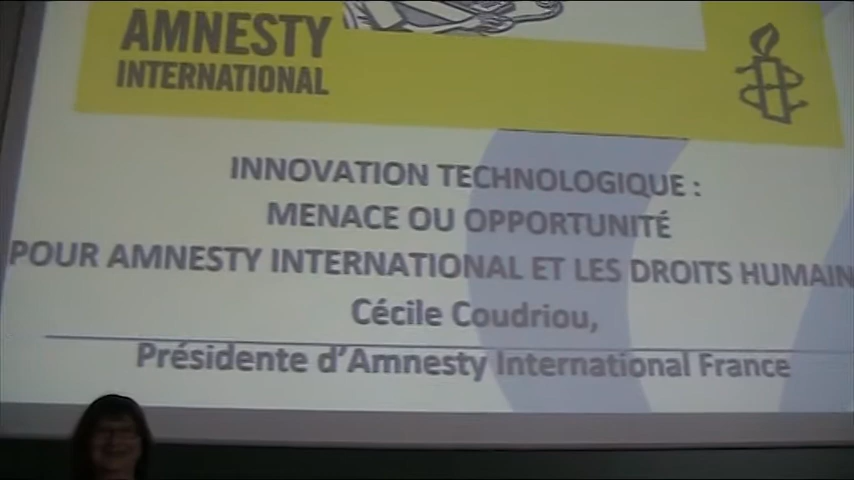 AMNESTY
INTERNATIONAL
INNOVATION TECHNOLOGIQUE :
MENACE OU OPPORTUNITÉ
POUR AMNESTY INTERNATIONAL ET LES DROITS HUMAIN
Cécile Coudriou,
Présidente d'Amnesty International France